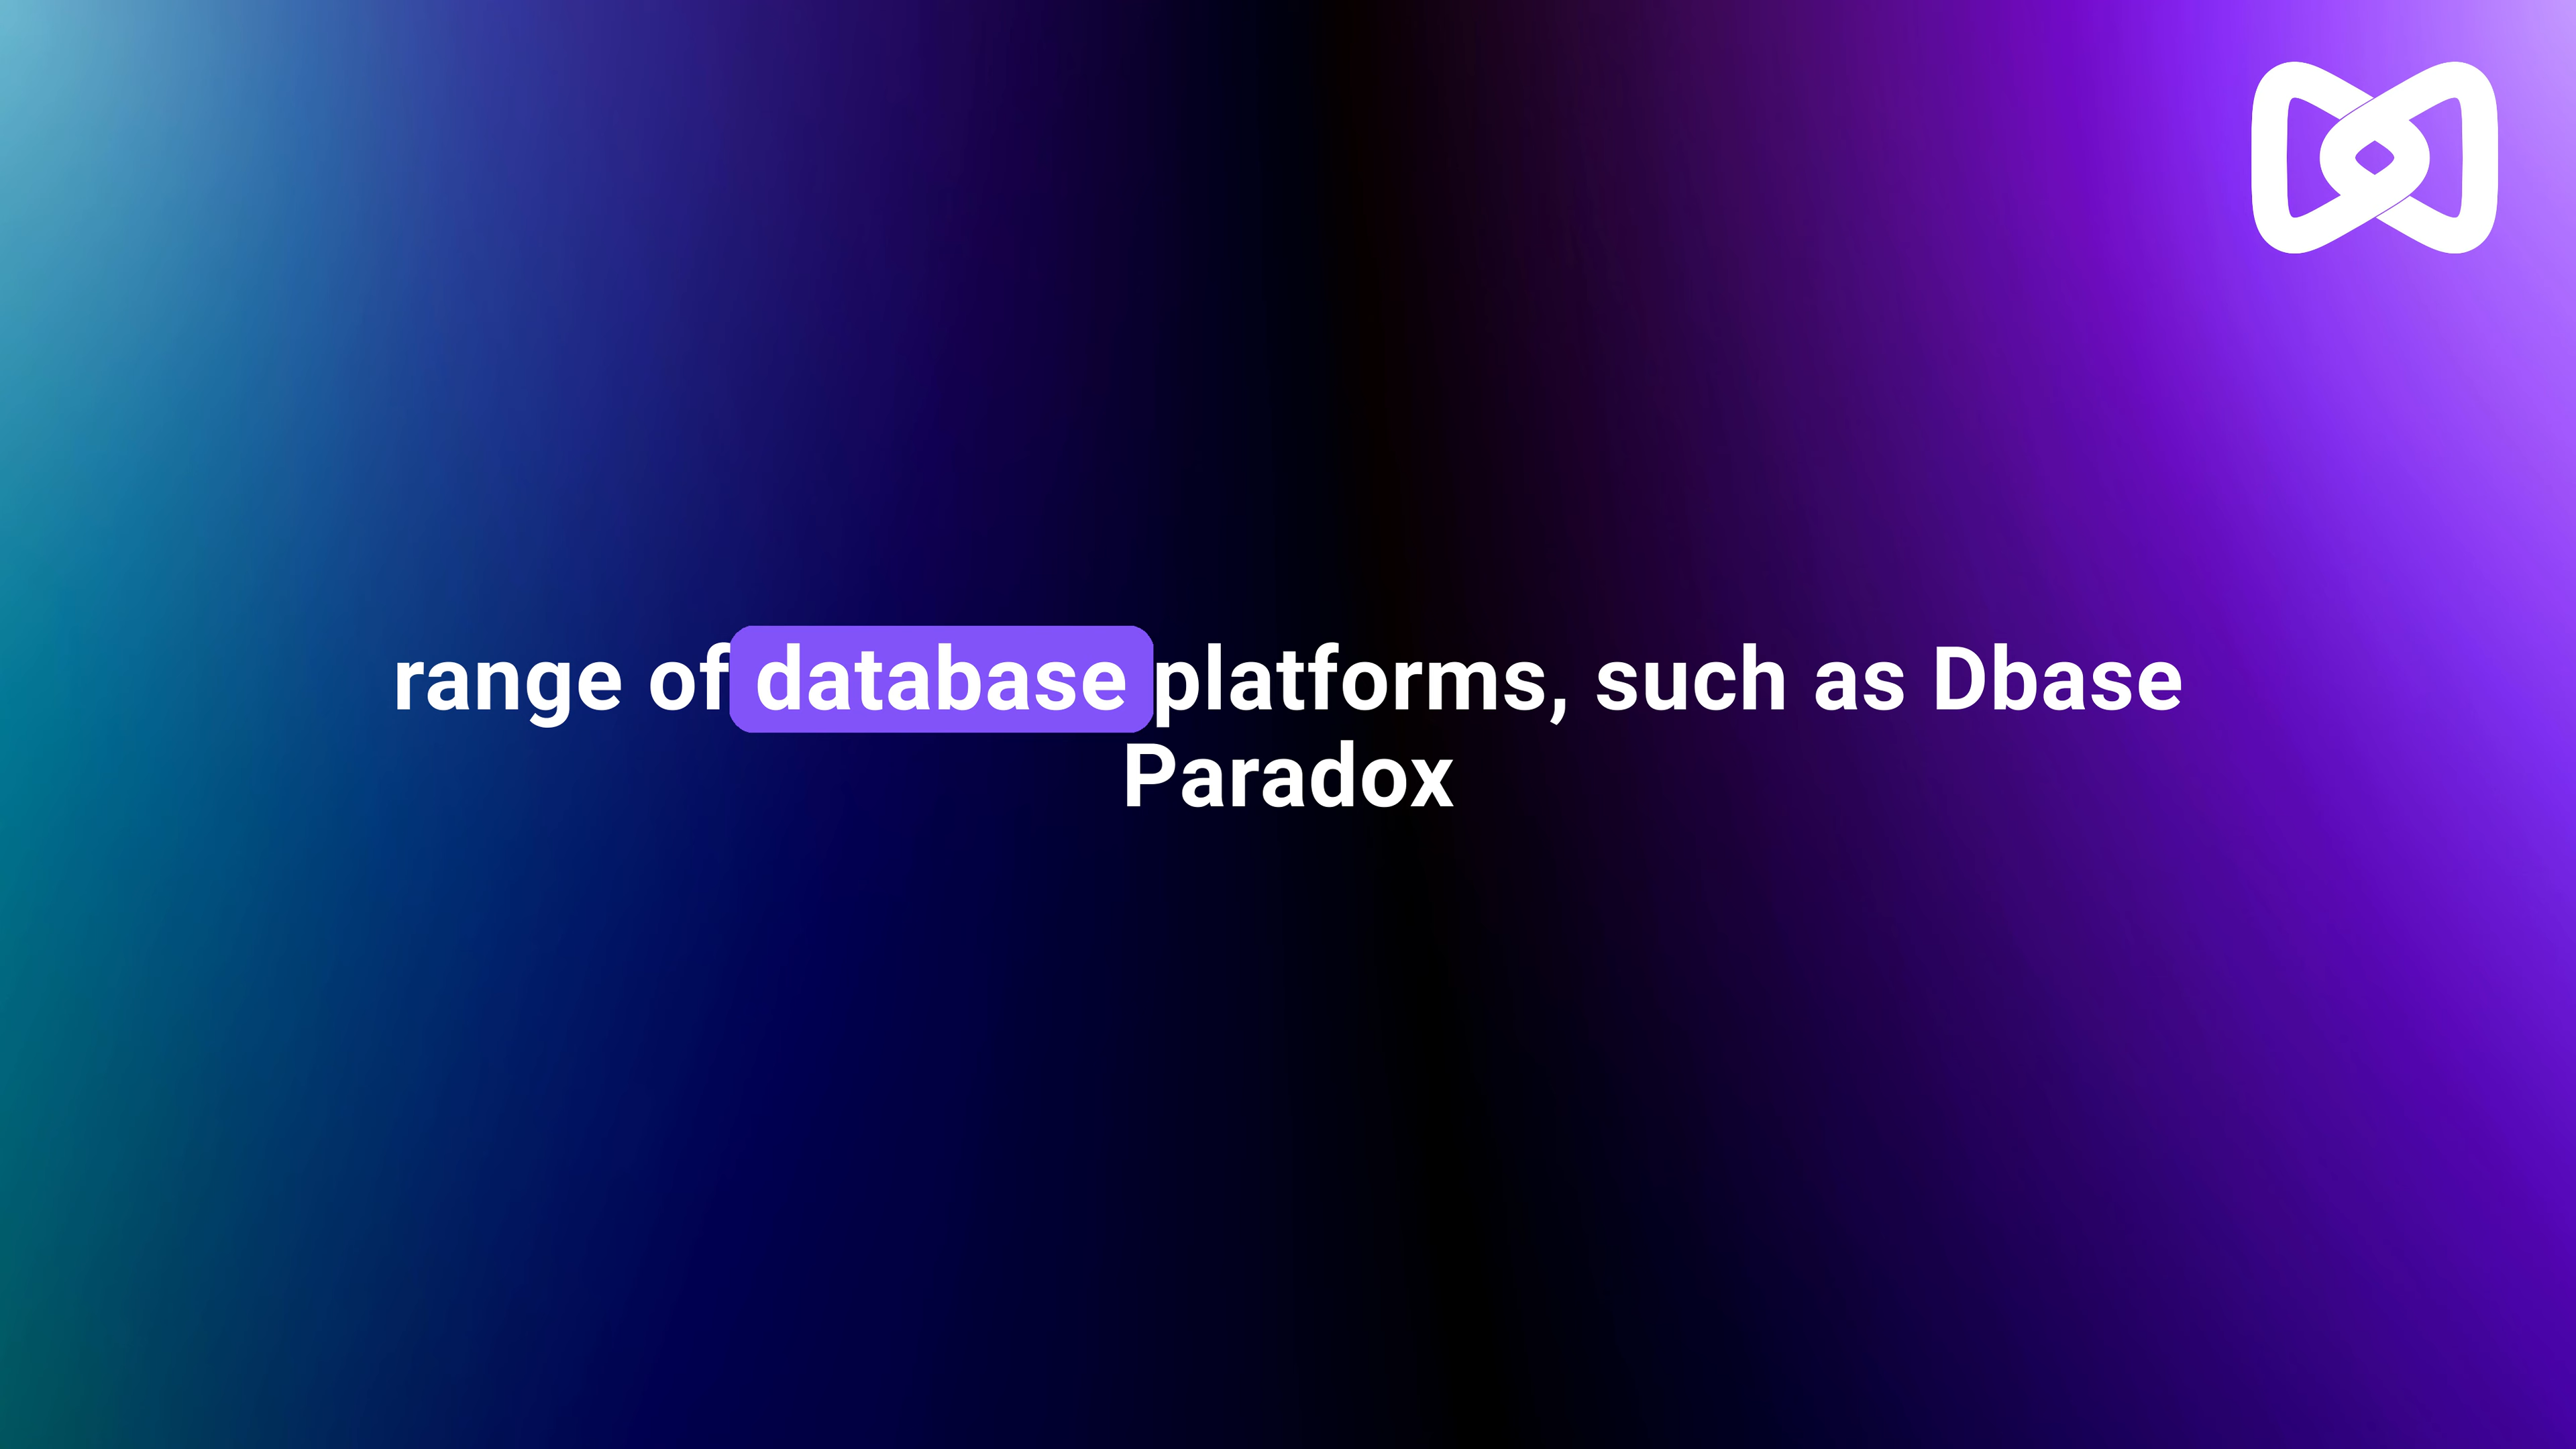 range of database platforms, such as Dbase
Paradox